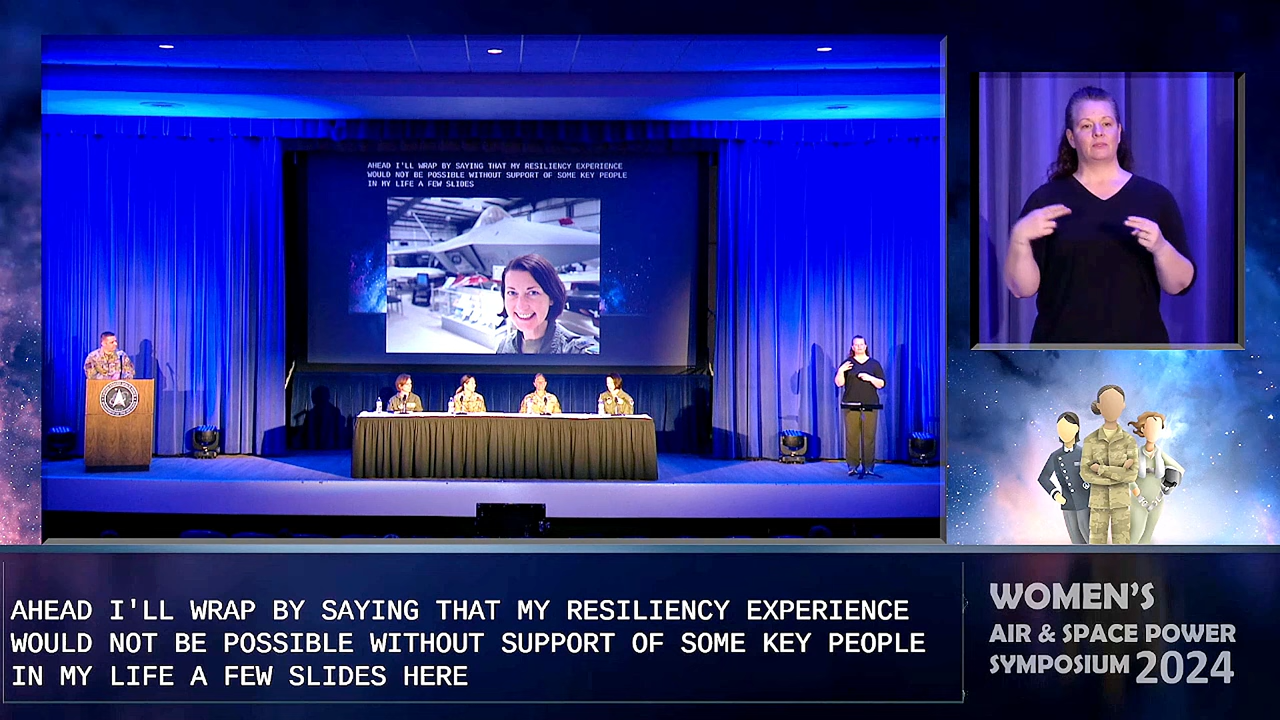 AHEAD I'LL WRAP BY SAYING THAT MY RESILIENCY EXPERIENCE
WOULD NOT BE POSSIBLE WITHOUT SUPPORT OF SOME KEY PEOPLE
IN MY LIFE A FEW SLIDES
AHEAD I'LL WRAP BY SAYING THAT MY RESILIENCY EXPERIENCE
WOULD NOT BE POSSIBLE WITHOUT SUPPORT OF SOME KEY PEOPLE
IN MY LIFE A FEW SLIDES HERE
WOMEN'S
AIR & SPACE POWER
SYMPOSIUM 2024